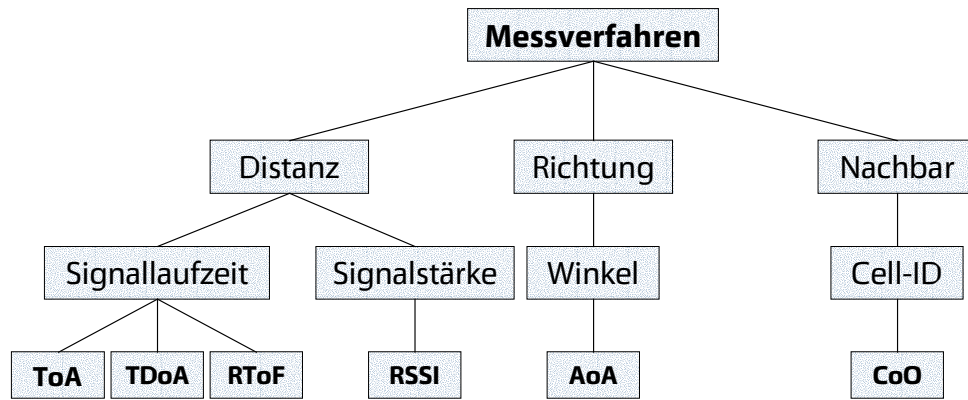 Messverfahren
Distanz
Richtung
Nachbar
Signallaufzeit
Signalstärke
Winkel
Cell-ID
ToA
TDoA
RToF
RSSI
AoA
CoO